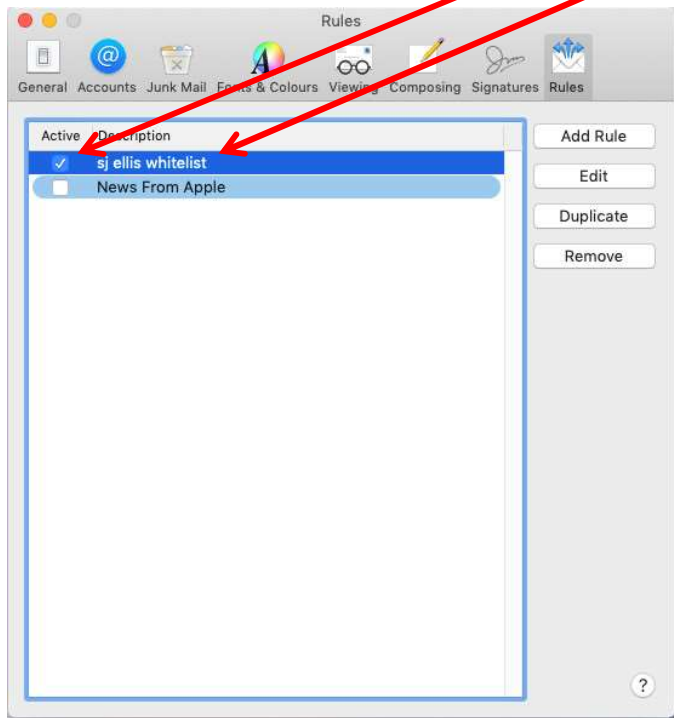 Rules
@
General Accounts Junk Mail Fonts & Colours Viewing Composing Signatures Rules
Active Description
sj ellis whitelist
News From Apple
Add Rule
Edit
Duplicate
Remove
?